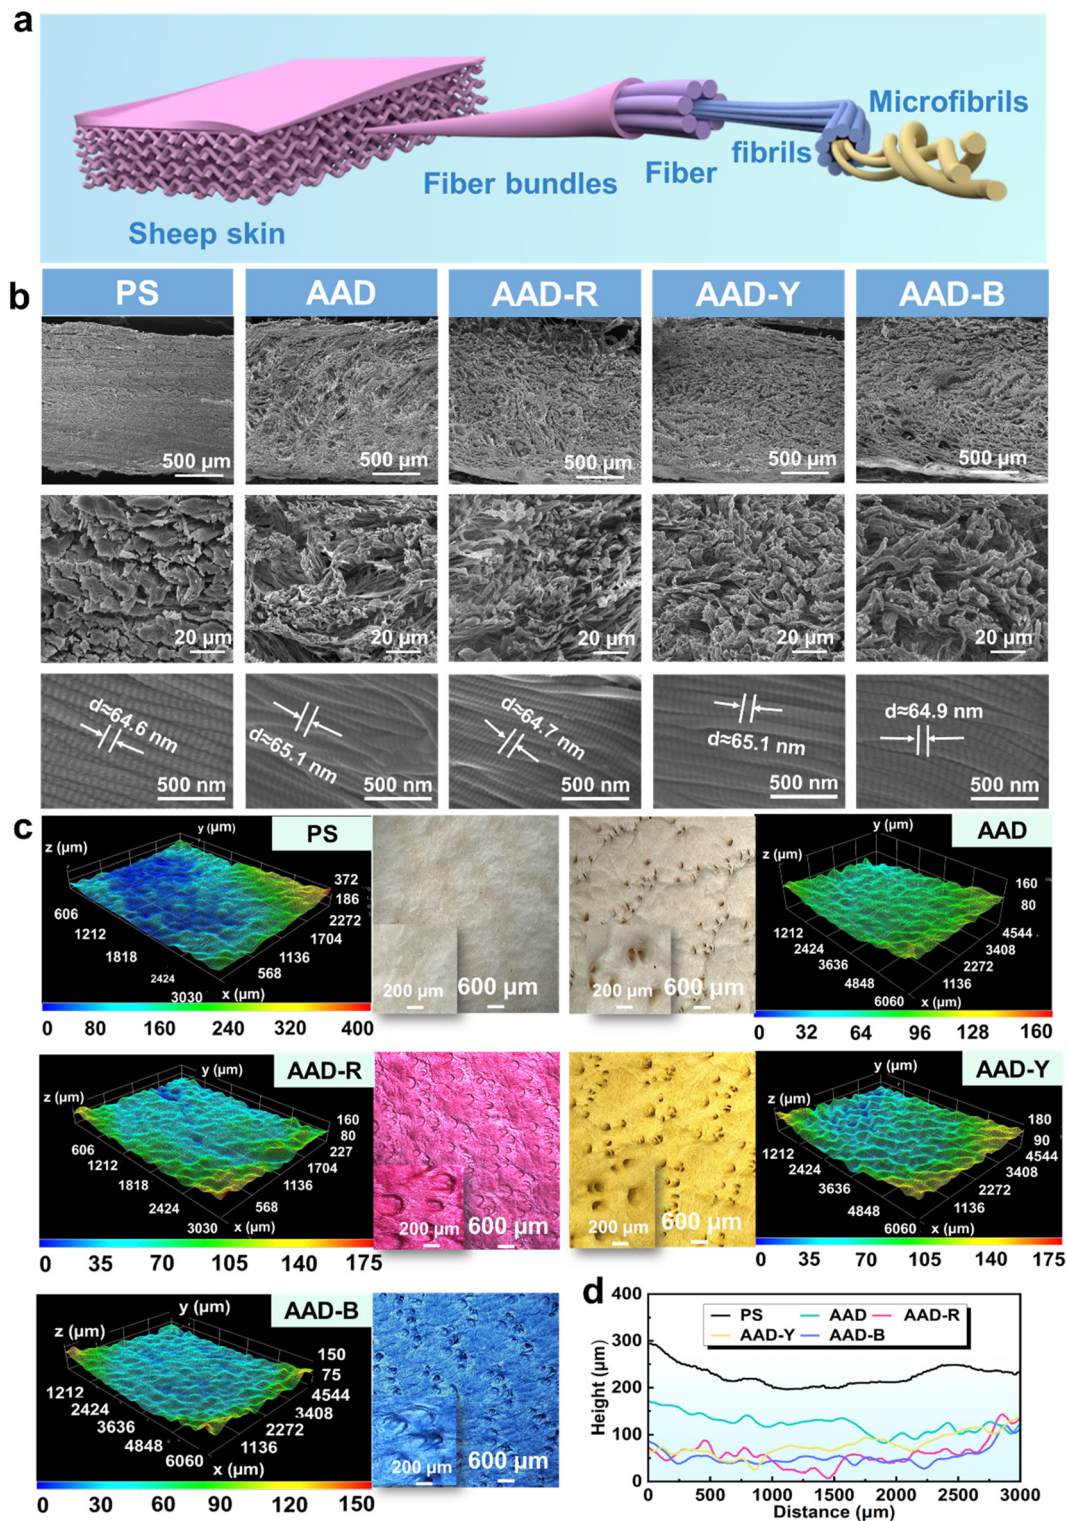 a
Microfibrils
fibrils
Fiber
Fiber bundles
Sheep skin
b
PS AAD AAD-R AAD-Y AAD-B
500 µm 500 µm 500 µm 500 µm 500 µm
20 µm 20 µm 20 µm 20 µm 20 µm
d≈64.6 nm d≈65.1 nm d≈64.7 nm d≈65.1 nm d≈64.9 nm
500 nm 500 nm 500 nm 500 nm 500 nm
c
PS
y (µm)
z (µm)
372
186
2272
1704
1136
568
x (µm)
606
1212
1818
2424
3030
0 80 160 240 320 400
200 µm 600 µm
200 µm 600 µm
AAD
y (µm)
z (µm)
160
80
4544
3408
2272
1136
x (µm)
1212
2424
3636
4848
6060
0 32 64 96 128 160
AAD-R
y (µm)
z (µm)
160
80
227
1704
1136
568
x (µm)
606
1212
1818
2424
3030
0 35 70 105 140 175
200 µm 600 µm
200 µm 600 µm
AAD-Y
y (µm)
z (µm)
180
90
4544
3408
2272
1136
x (µm)
1212
2424
3636
4848
6060
0 35 70 105 140 175
AAD-B
y (µm)
z (µm)
150
75
4544
3408
2272
1136
x (µm)
1212
2424
3636
4848
6060
0 30 60 90 120 150
200 µm 600 µm
d
PS AAD AAD-R
AAD-Y AAD-B
Height (µm)
400
300
200
100
0
0 500 1000 1500 2000 2500 3000
Distance (µm)